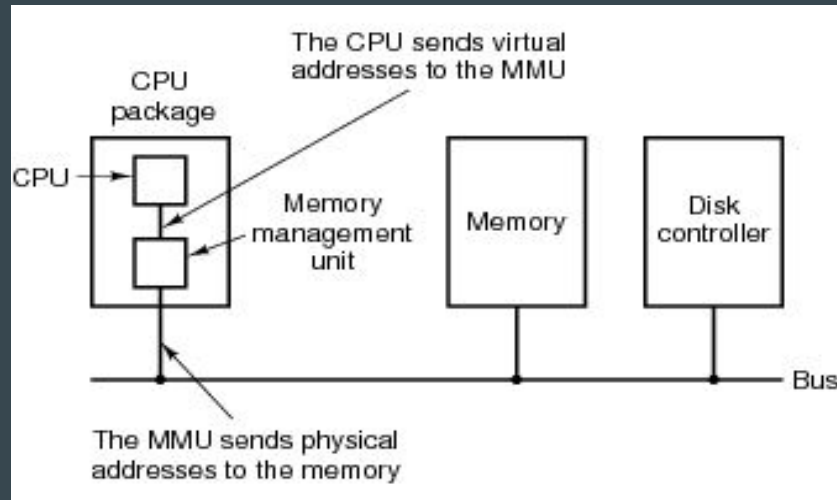 The CPU sends virtual
addresses to the MMU
CPU
package
CPU
Memory
management
unit
Memory
Disk
controller
Bus
The MMU sends physical
addresses to the memory